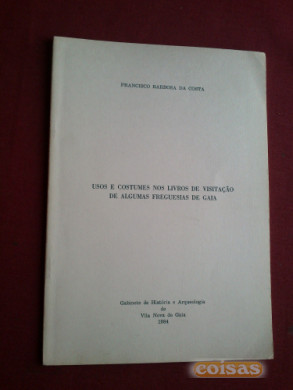 FRANCISCO BARBOSA DA COSTA
USOS E COSTUMES NOS LIVROS DE VISITAÇÃO
DE ALGUMAS FREGUESIAS DE GAIA
Gabinete de História e Arqueologia
de
Vila Nova de Gaia
1984
coisas